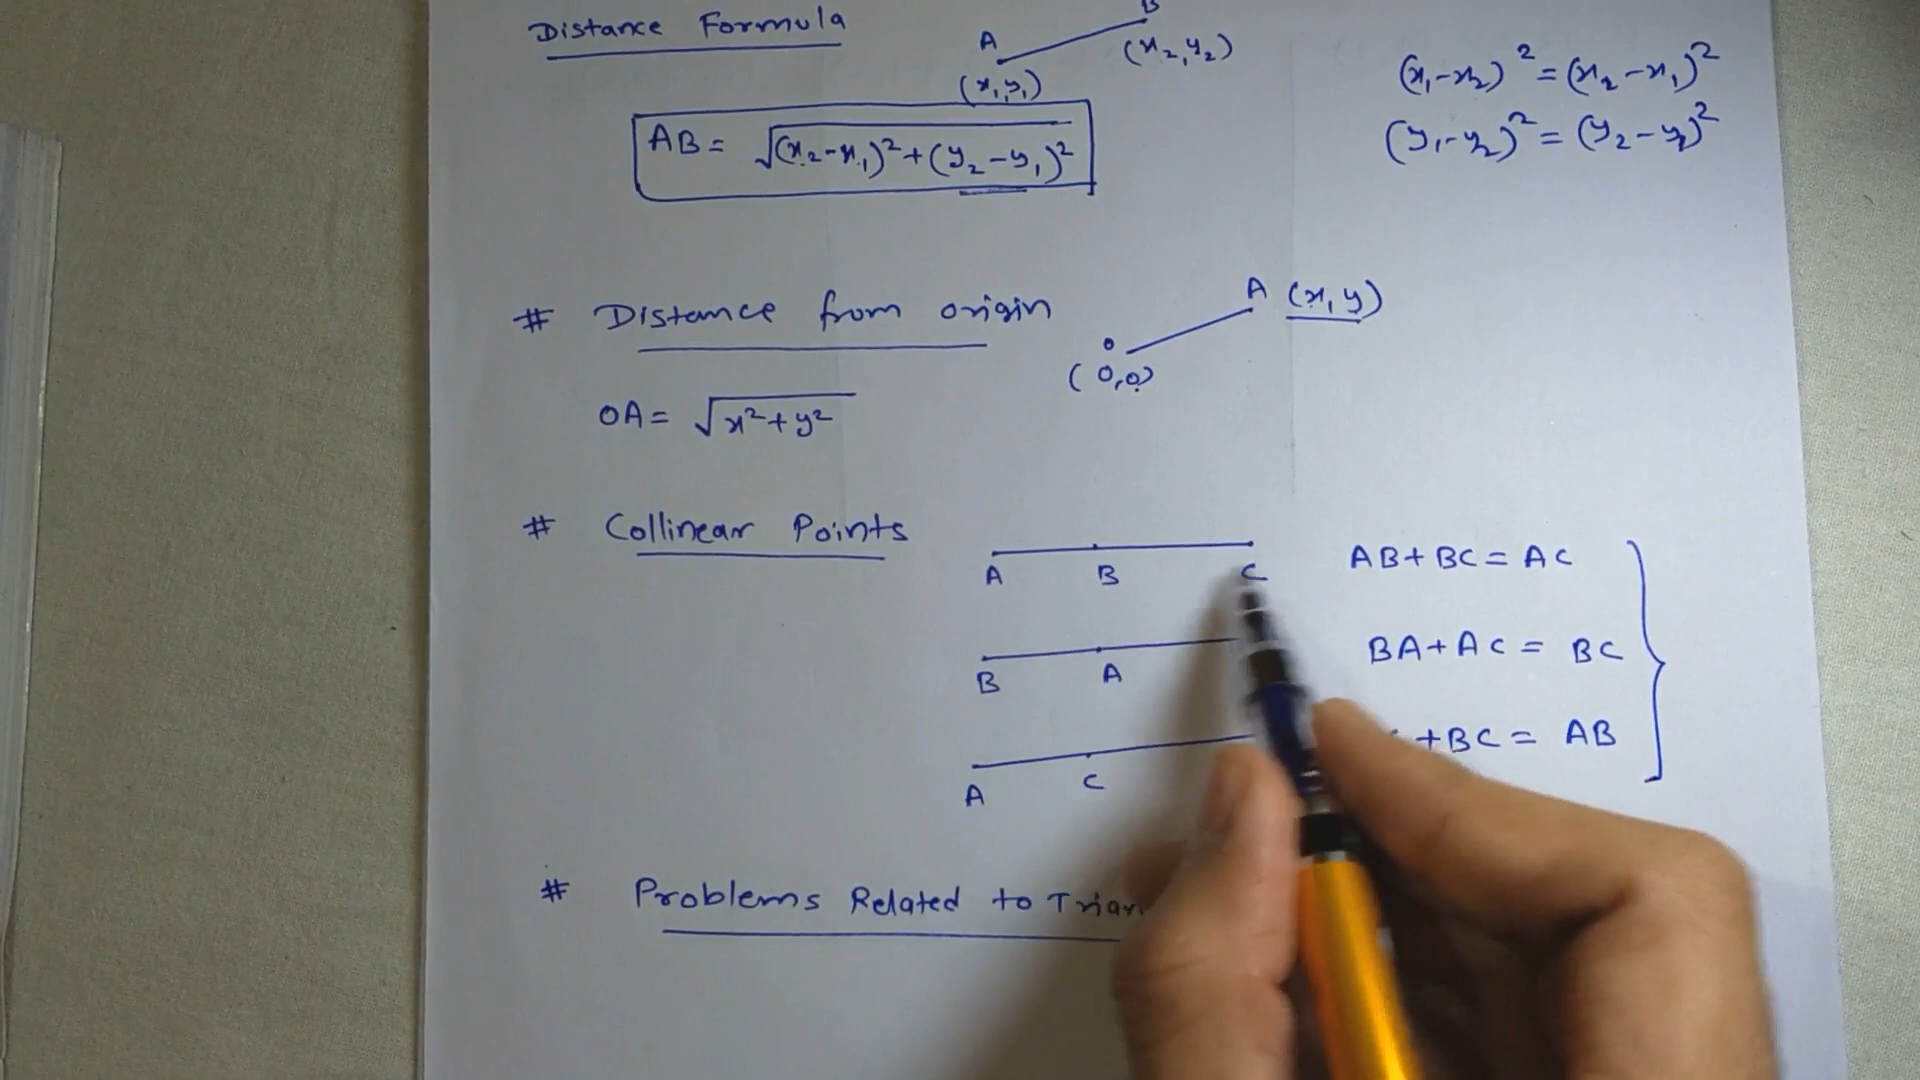 Distance Formula
A
B
(x₁,y₁)
(x₂,y₂)
AB = √(x₂-x₁)²+(y₂-y₁)²
(x₁-x₂)² = (x₂-x₁)²
(y₁-y₂)² = (y₂-y₁)²
# Distance from origin
A (x,y)
O
(0,0)
OA = √x²+y²
# Collinear Points
A B C
AB+BC = AC
B A
BA+AC = BC
A C
+BC = AB
# Problems Related to